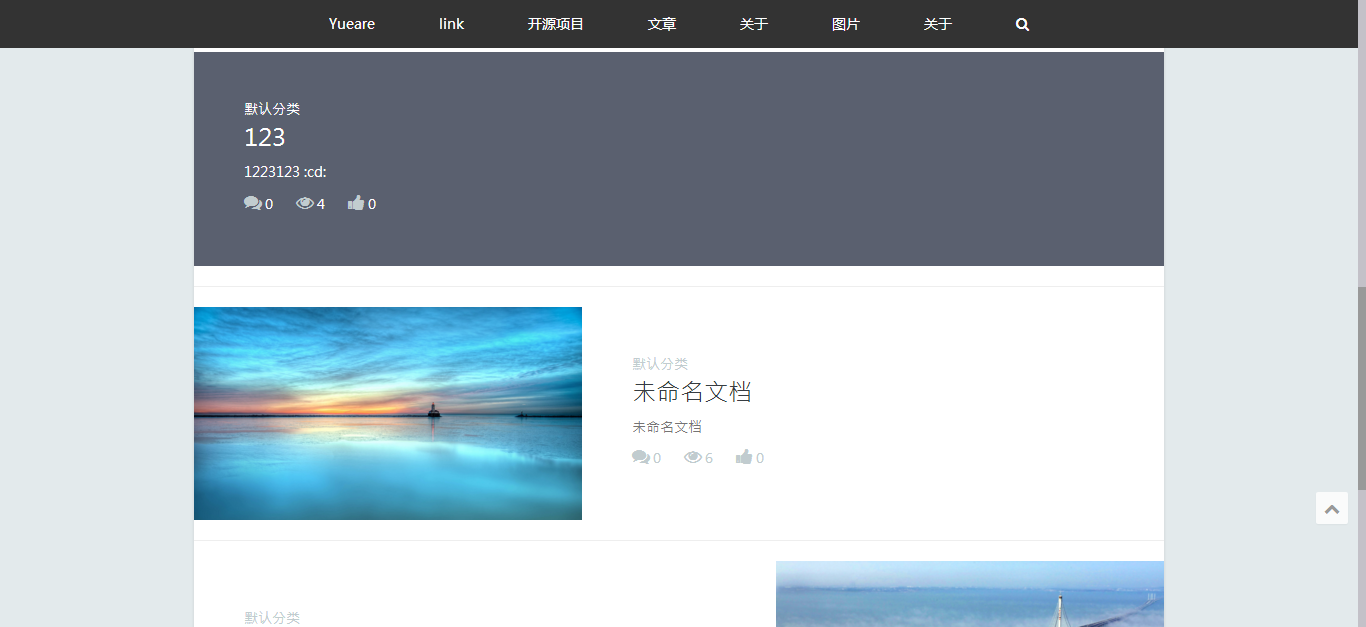 Yueare link 开源项目 文章 关于 图片 关于
默认分类
123
1223123 :cd:
0 4 0
默认分类
未命名文档
未命名文档
0 6 0
默认分类